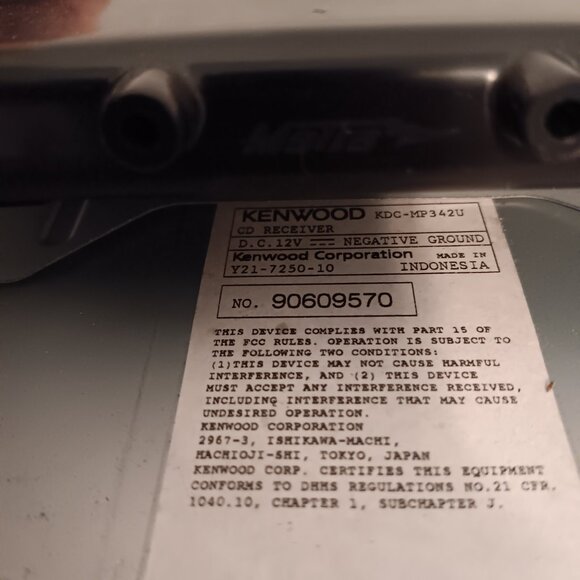 Metra
KENWOOD KDC-MP342U
CD RECEIVER
D.C.12V NEGATIVE GROUND
Kenwood Corporation MADE IN
Y21-7250-10 INDONESIA
NO. 90609570
THIS DEVICE COMPLIES WITH PART 15 OF
THE FCC RULES. OPERATION IS SUBJECT TO
THE FOLLOWING TWO CONDITIONS:
(1)THIS DEVICE MAY NOT CAUSE HARMFUL
INTERFERENCE, AND (2) THIS DEVICE
MUST ACCEPT ANY INTERFERENCE RECEIVED,
INCLUDING INTERFERENCE THAT MAY CAUSE
UNDESIRED OPERATION.
KENWOOD CORPORATION
2967-3, ISHIKAWA-MACHI,
HACHIOJI-SHI, TOKYO, JAPAN
KENWOOD CORP. CERTIFIES THIS EQUIPMENT
CONFORMS TO DHHS REGULATIONS NO.21 CFR.
1040.10, CHAPTER 1, SUBCHAPTER J.